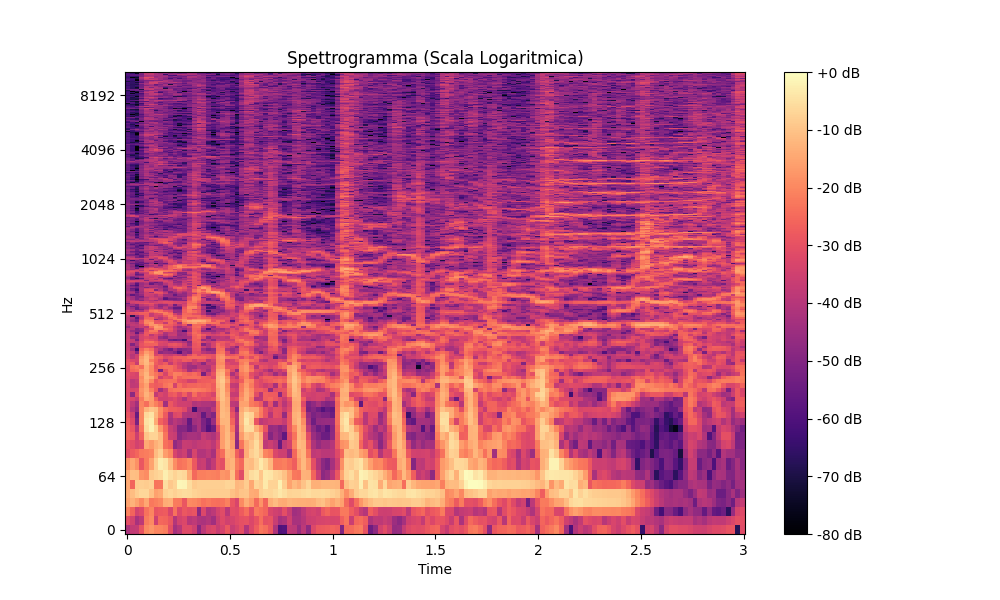 Spettrogramma (Scala Logaritmica)
Hz
8192
4096
2048
1024
512
256
128
64
0
0
0.5
1
1.5
2
2.5
3
Time
+0 dB
-10 dB
-20 dB
-30 dB
-40 dB
-50 dB
-60 dB
-70 dB
-80 dB